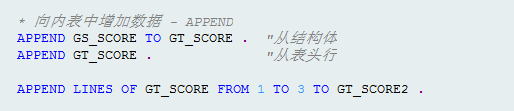 * 向内表中增加数据 – APPEND
APPEND GS_SCORE TO GT_SCORE . "从结构体
APPEND GT_SCORE . "从表头行
APPEND LINES OF GT_SCORE FROM 1 TO 3 TO GT_SCORE2 .